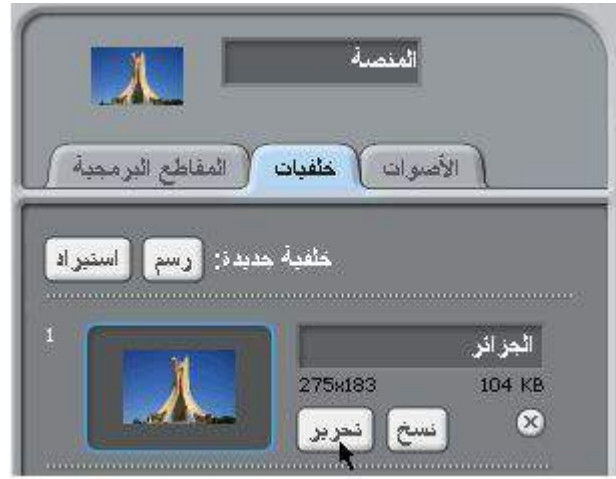 المنصة
الأصوات خلفيات المقاطع البرمجية
خلفية جديدة: رسم استيراد
1
الجزائر
275x183 104 KB
نسخ تحرير